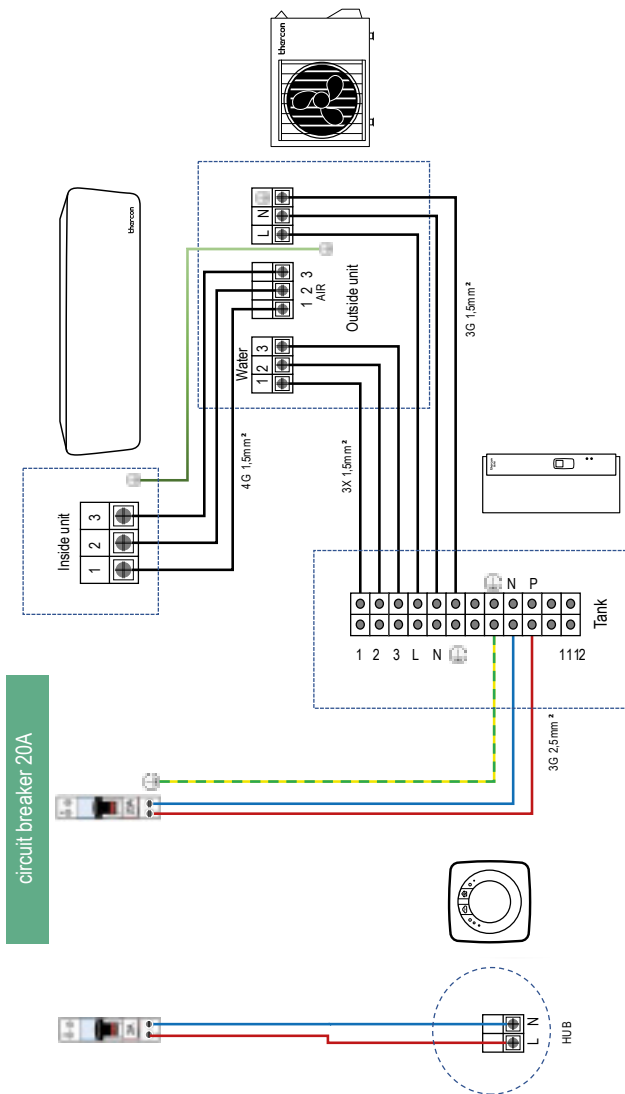 thercon
thercon
L N
1 2 3
AIR
Outside unit
Water
1 2 3
3G 1,5mm²
4G 1,5mm²
3X 1,5mm²
Inside unit
1 2 3
N P
Tank
1 2 3 L N
11 12
3G 2,5mm²
circuit breaker 20A
L N
HUB